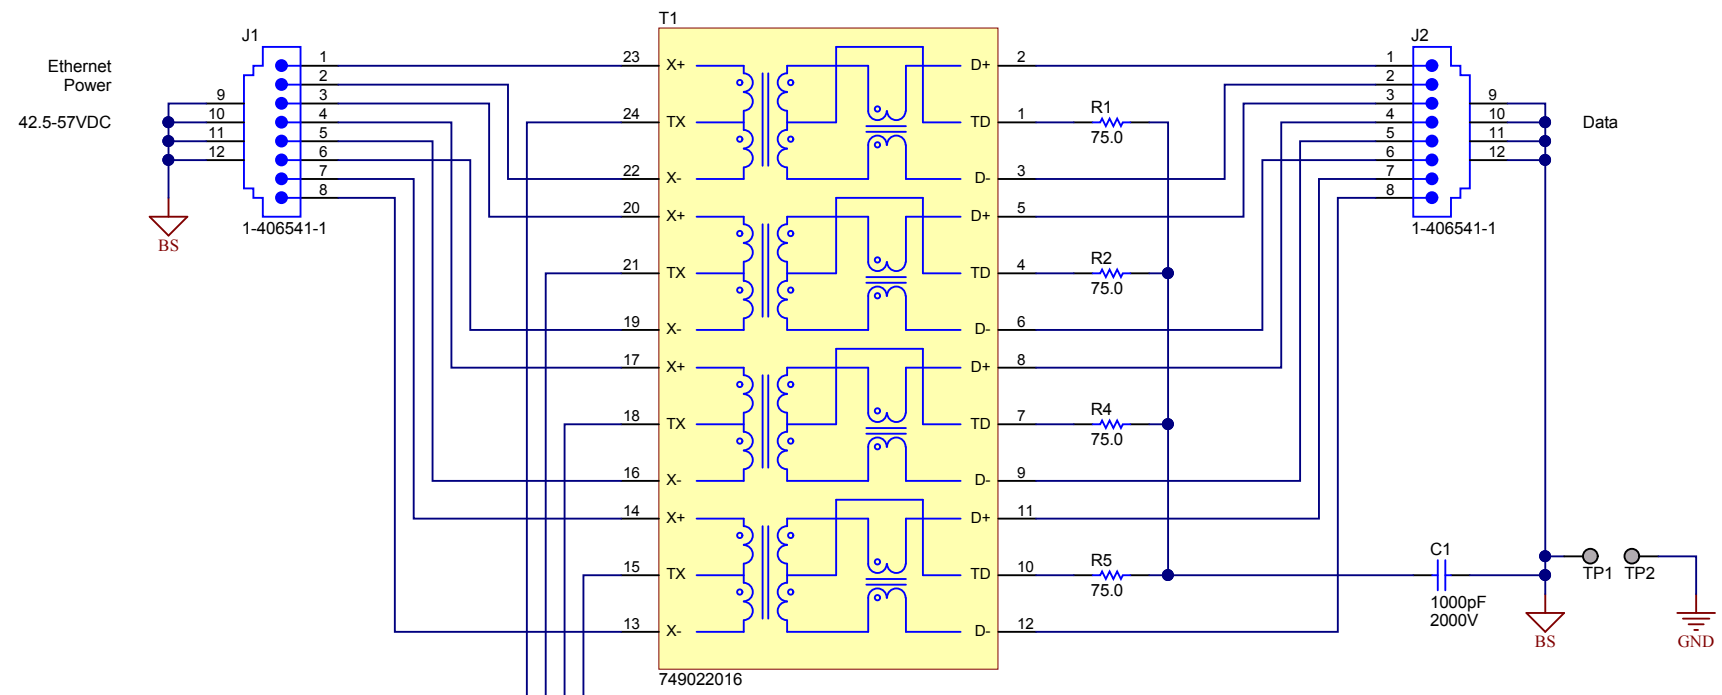 T1
J1
J2
Ethernet
Power
42.5-57VDC
1
2
3
4
5
6
7
8
9
10
11
12
BS
1-406541-1
23
24
22
20
21
19
17
18
16
14
15
13
X+
TX
X-
X+
TX
X-
X+
TX
X-
X+
TX
X-
D+
TD
D-
D+
TD
D-
D+
TD
D-
D+
TD
D-
2
1
3
5
4
6
8
7
9
11
10
12
749022016
R1
75.0
R2
75.0
R4
75.0
R5
75.0
1
2
3
4
5
6
7
8
9
10
11
12
1-406541-1
Data
C1
1000pF
2000V
TP1 TP2
BS
GND